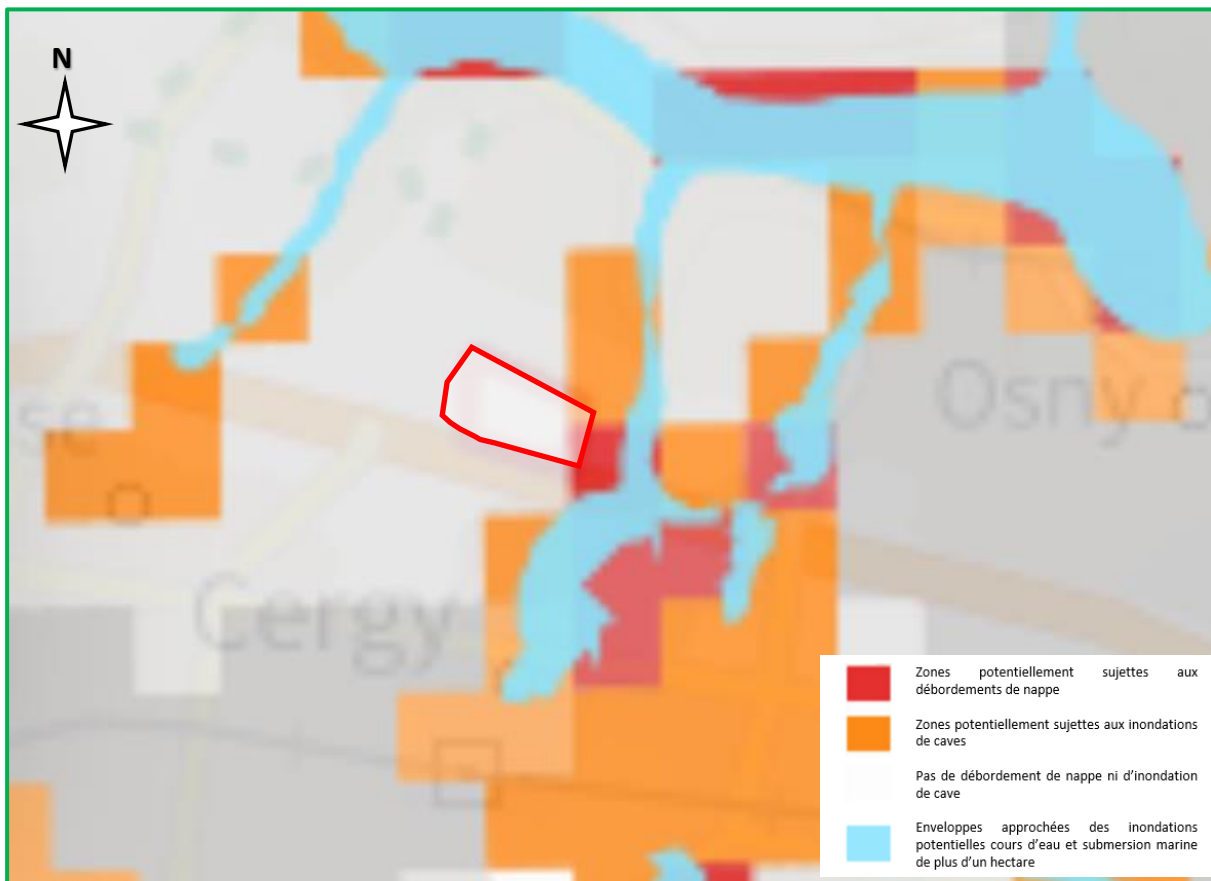 N
se
Osny
Cergy
Zones potentiellement sujettes aux
débordements de nappe
Zones potentiellement sujettes aux inondations
de caves
Pas de débordement de nappe ni d'inondation
de cave
Enveloppes approchées des inondations
potentielles cours d'eau et submersion marine
de plus d'un hectare